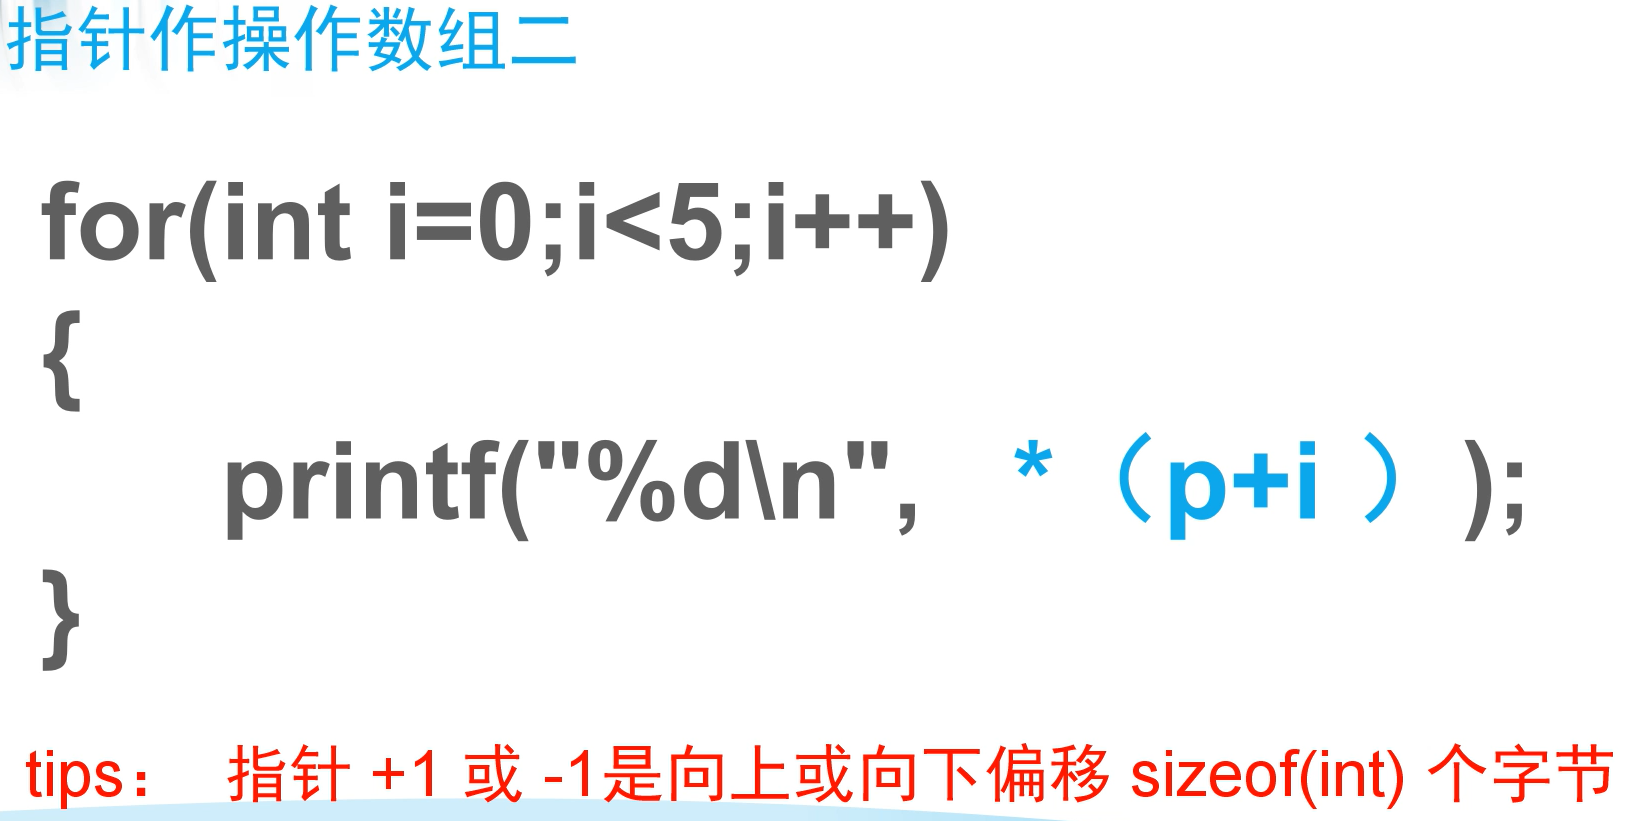 指针作操作数组二
for(int i=0;i<5;i++)
{
printf("%d\n", *（p+i ）);
}
tips： 指针 +1 或 -1是向上或向下偏移 sizeof(int) 个字节